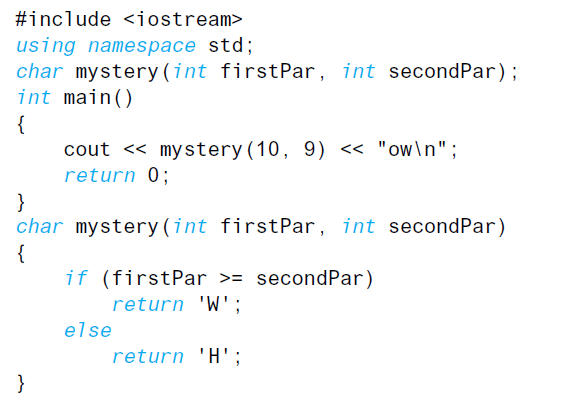 #include <iostream>
using namespace std;
char mystery(int firstPar, int secondPar);
int main()
{
    cout << mystery(10, 9) << "ow\n";
    return 0;
}
char mystery(int firstPar, int secondPar)
{
    if (firstPar >= secondPar)
        return 'W';
    else
        return 'H';
}